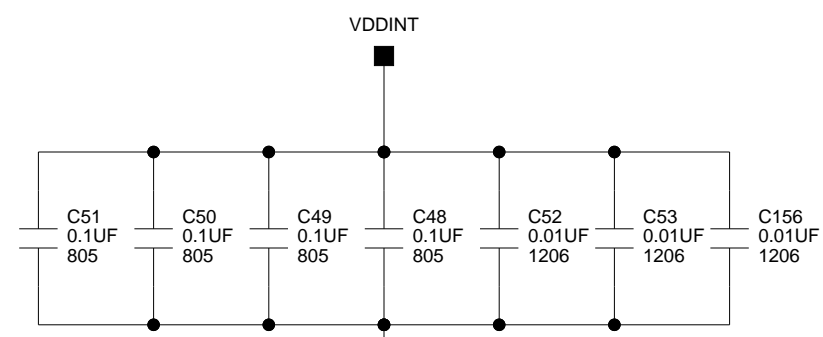 VDDINT
C51
0.1UF
805
C50
0.1UF
805
C49
0.1UF
805
C48
0.1UF
805
C52
0.01UF
1206
C53
0.01UF
1206
C156
0.01UF
1206